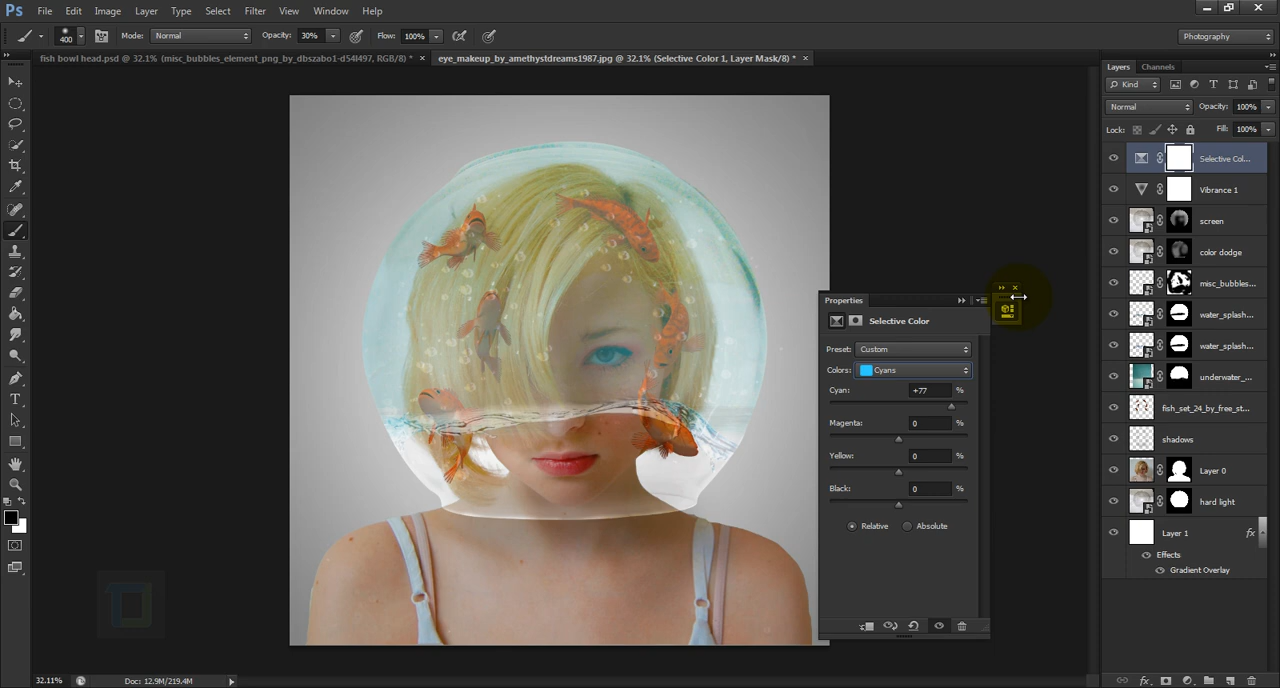 Ps File Edit Image Layer Type Select Filter View Window Help
400 Mode: Normal Opacity: 30% Flow: 100% Photography
fish bowl head.psd @ 32.1% (misc_bubbles_element_png_by_dbszabo1-d54l497, RGB/8) * × eye_makeup_by_amethystdreams1987.jpg @ 32.1% (Selective Color 1, Layer Mask/8) * ×
Layers Channels
Kind
Normal Opacity: 100%
Lock: Fill: 100%
Selective Col...
Vibrance 1
screen
color dodge
misc_bubbles...
water_splash...
water_splash...
underwater_...
fish_set_24_by_free_st...
shadows
Layer 0
hard light
Layer 1 fx
Effects
Gradient Overlay
Properties
Selective Color
Preset: Custom
Colors: Cyans
Cyan: +77 %
Magenta: 0 %
Yellow: 0 %
Black: 0 %
Relative Absolute
32.11% Doc: 12.9M/219.4M
fx